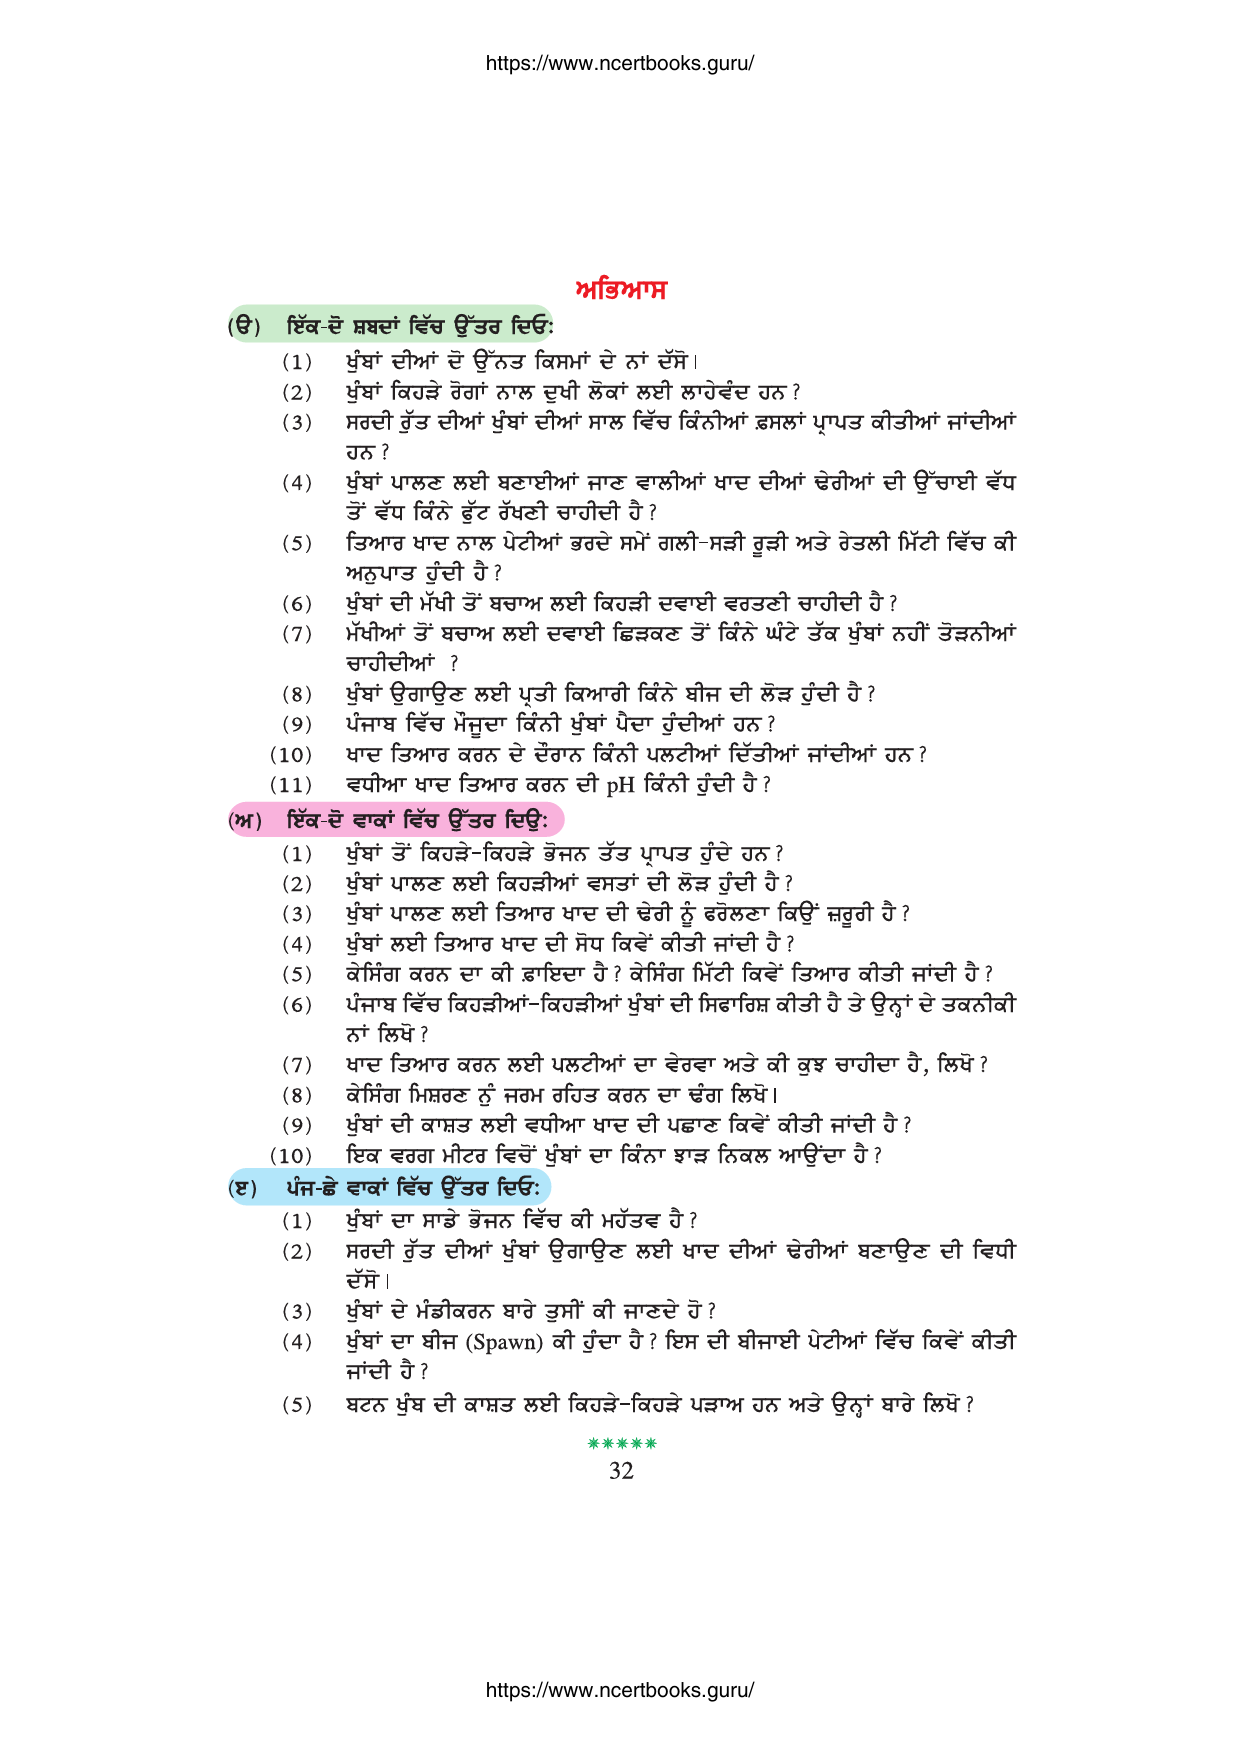 https://www.ncertbooks.guru/
ਅਭਿਆਸ
(ੳ) ਇੱਕ-ਦੋ ਸ਼ਬਦਾਂ ਵਿੱਚ ਉੱਤਰ ਦਿਓ:
(1) ਖੁੰਬਾਂ ਦੀਆਂ ਦੋ ਉੱਨਤ ਕਿਸਮਾਂ ਦੇ ਨਾਂ ਦੱਸੋ।
(2) ਖੁੰਬਾਂ ਕਿਹੜੇ ਰੋਗਾਂ ਨਾਲ ਦੁਖੀ ਲੋਕਾਂ ਲਈ ਲਾਹੇਵੰਦ ਹਨ ?
(3) ਸਰਦੀ ਰੁੱਤ ਦੀਆਂ ਖੁੰਬਾਂ ਦੀਆਂ ਸਾਲ ਵਿੱਚ ਕਿੰਨੀਆਂ ਫ਼ਸਲਾਂ ਪ੍ਰਾਪਤ ਕੀਤੀਆਂ ਜਾਂਦੀਆਂ
ਹਨ ?
(4) ਖੁੰਬਾਂ ਪਾਲਣ ਲਈ ਬਣਾਈਆਂ ਜਾਣ ਵਾਲੀਆਂ ਖਾਦ ਦੀਆਂ ਢੇਰੀਆਂ ਦੀ ਉੱਚਾਈ ਵੱਧ
ਤੋਂ ਵੱਧ ਕਿੰਨੇ ਫੁੱਟ ਰੱਖਣੀ ਚਾਹੀਦੀ ਹੈ ?
(5) ਤਿਆਰ ਖਾਦ ਨਾਲ ਪੇਟੀਆਂ ਭਰਦੇ ਸਮੇਂ ਗਲੀ-ਸੜੀ ਰੂੜੀ ਅਤੇ ਰੇਤਲੀ ਮਿੱਟੀ ਵਿੱਚ ਕੀ
ਅਨੁਪਾਤ ਹੁੰਦੀ ਹੈ ?
(6) ਖੁੰਬਾਂ ਦੀ ਮੱਖੀ ਤੋਂ ਬਚਾਅ ਲਈ ਕਿਹੜੀ ਦਵਾਈ ਵਰਤਣੀ ਚਾਹੀਦੀ ਹੈ ?
(7) ਮੱਖੀਆਂ ਤੋਂ ਬਚਾਅ ਲਈ ਦਵਾਈ ਛਿੜਕਣ ਤੋਂ ਕਿੰਨੇ ਘੰਟੇ ਤੱਕ ਖੁੰਬਾਂ ਨਹੀਂ ਤੋੜਨੀਆਂ
ਚਾਹੀਦੀਆਂ ?
(8) ਖੁੰਬਾਂ ਉਗਾਉਣ ਲਈ ਪ੍ਰਤੀ ਕਿਆਰੀ ਕਿੰਨੇ ਬੀਜ ਦੀ ਲੋੜ ਹੁੰਦੀ ਹੈ ?
(9) ਪੰਜਾਬ ਵਿੱਚ ਮੌਜੂਦਾ ਕਿੰਨੀ ਖੁੰਬਾਂ ਪੈਦਾ ਹੁੰਦੀਆਂ ਹਨ ?
(10) ਖਾਦ ਤਿਆਰ ਕਰਨ ਦੇ ਦੌਰਾਨ ਕਿੰਨੀ ਪਲਟੀਆਂ ਦਿੱਤੀਆਂ ਜਾਂਦੀਆਂ ਹਨ ?
(11) ਵਧੀਆ ਖਾਦ ਤਿਆਰ ਕਰਨ ਦੀ pH ਕਿੰਨੀ ਹੁੰਦੀ ਹੈ ?
(ਅ) ਇੱਕ-ਦੋ ਵਾਕਾਂ ਵਿੱਚ ਉੱਤਰ ਦਿਉ:
(1) ਖੁੰਬਾਂ ਤੋਂ ਕਿਹੜੇ-ਕਿਹੜੇ ਭੋਜਨ ਤੱਤ ਪ੍ਰਾਪਤ ਹੁੰਦੇ ਹਨ ?
(2) ਖੁੰਬਾਂ ਪਾਲਣ ਲਈ ਕਿਹੜੀਆਂ ਵਸਤਾਂ ਦੀ ਲੋੜ ਹੁੰਦੀ ਹੈ ?
(3) ਖੁੰਬਾਂ ਪਾਲਣ ਲਈ ਤਿਆਰ ਖਾਦ ਦੀ ਢੇਰੀ ਨੂੰ ਫਰੋਲਣਾ ਕਿਉਂ ਜ਼ਰੂਰੀ ਹੈ ?
(4) ਖੁੰਬਾਂ ਲਈ ਤਿਆਰ ਖਾਦ ਦੀ ਸੋਧ ਕਿਵੇਂ ਕੀਤੀ ਜਾਂਦੀ ਹੈ ?
(5) ਕੇਸਿੰਗ ਕਰਨ ਦਾ ਕੀ ਫ਼ਾਇਦਾ ਹੈ ? ਕੇਸਿੰਗ ਮਿੱਟੀ ਕਿਵੇਂ ਤਿਆਰ ਕੀਤੀ ਜਾਂਦੀ ਹੈ ?
(6) ਪੰਜਾਬ ਵਿੱਚ ਕਿਹੜੀਆਂ-ਕਿਹੜੀਆਂ ਖੁੰਬਾਂ ਦੀ ਸਿਫਾਰਿਸ਼ ਕੀਤੀ ਹੈ ਤੇ ਉਨ੍ਹਾਂ ਦੇ ਤਕਨੀਕੀ
ਨਾਂ ਲਿਖੋ ?
(7) ਖਾਦ ਤਿਆਰ ਕਰਨ ਲਈ ਪਲਟੀਆਂ ਦਾ ਵੇਰਵਾ ਅਤੇ ਕੀ ਕੁਝ ਚਾਹੀਦਾ ਹੈ, ਲਿਖੋ ?
(8) ਕੇਸਿੰਗ ਮਿਸ਼ਰਣ ਨੁੰ ਜਰਮ ਰਹਿਤ ਕਰਨ ਦਾ ਢੰਗ ਲਿਖੋ।
(9) ਖੁੰਬਾਂ ਦੀ ਕਾਸ਼ਤ ਲਈ ਵਧੀਆ ਖਾਦ ਦੀ ਪਛਾਣ ਕਿਵੇਂ ਕੀਤੀ ਜਾਂਦੀ ਹੈ ?
(10) ਇਕ ਵਰਗ ਮੀਟਰ ਵਿਚੋਂ ਖੁੰਬਾਂ ਦਾ ਕਿੰਨਾ ਝਾੜ ਨਿਕਲ ਆਉਂਦਾ ਹੈ ?
(ੲ) ਪੰਜ-ਛੇ ਵਾਕਾਂ ਵਿੱਚ ਉੱਤਰ ਦਿਓ:
(1) ਖੁੰਬਾਂ ਦਾ ਸਾਡੇ ਭੋਜਨ ਵਿੱਚ ਕੀ ਮਹੱਤਵ ਹੈ ?
(2) ਸਰਦੀ ਰੁੱਤ ਦੀਆਂ ਖੁੰਬਾਂ ਉਗਾਉਣ ਲਈ ਖਾਦ ਦੀਆਂ ਢੇਰੀਆਂ ਬਣਾਉਣ ਦੀ ਵਿਧੀ
ਦੱਸੋ।
(3) ਖੁੰਬਾਂ ਦੇ ਮੰਡੀਕਰਨ ਬਾਰੇ ਤੁਸੀਂ ਕੀ ਜਾਣਦੇ ਹੋ ?
(4) ਖੁੰਬਾਂ ਦਾ ਬੀਜ (Spawn) ਕੀ ਹੁੰਦਾ ਹੈ ? ਇਸ ਦੀ ਬੀਜਾਈ ਪੇਟੀਆਂ ਵਿੱਚ ਕਿਵੇਂ ਕੀਤੀ
ਜਾਂਦੀ ਹੈ ?
(5) ਬਟਨ ਖੁੰਬ ਦੀ ਕਾਸ਼ਤ ਲਈ ਕਿਹੜੇ-ਕਿਹੜੇ ਪੜਾਅ ਹਨ ਅਤੇ ਉਨ੍ਹਾਂ ਬਾਰੇ ਲਿਖੋ ?
*****
32
https://www.ncertbooks.guru/